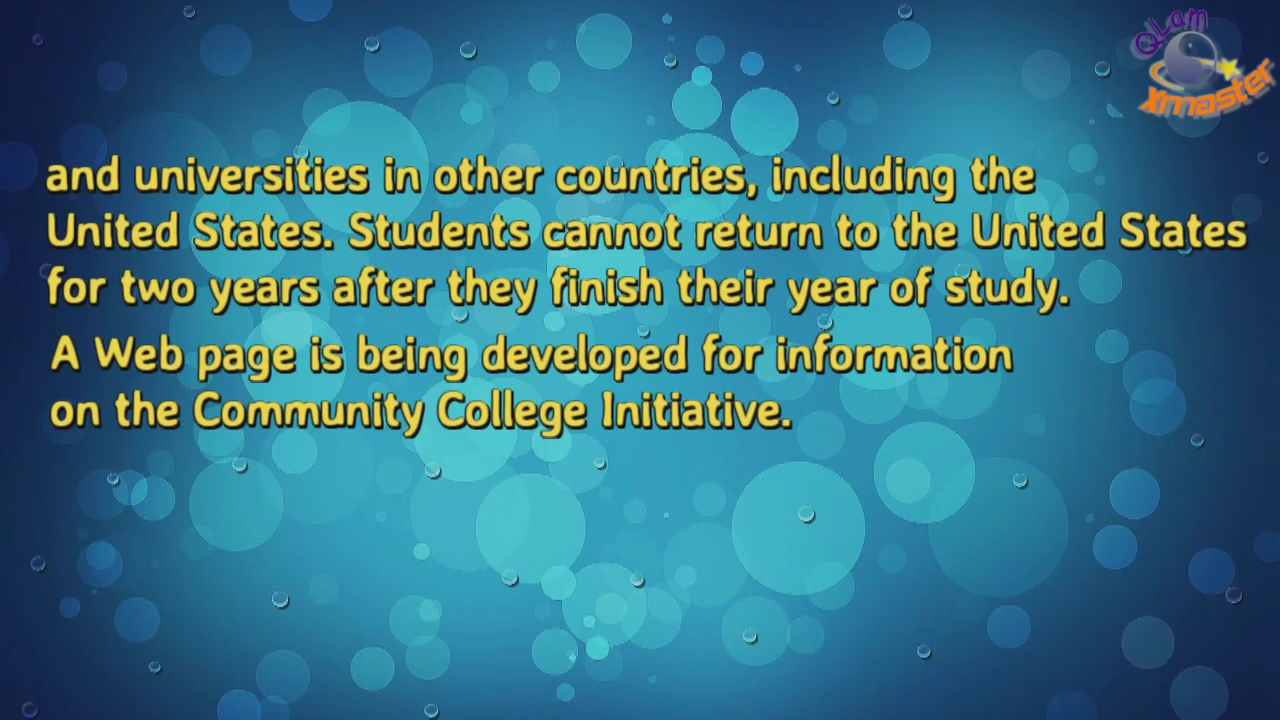 QLam
Ximaster
and universities in other countries, including the
United States. Students cannot return to the United States
for two years after they finish their year of study.
A Web page is being developed for information
on the Community College Initiative.